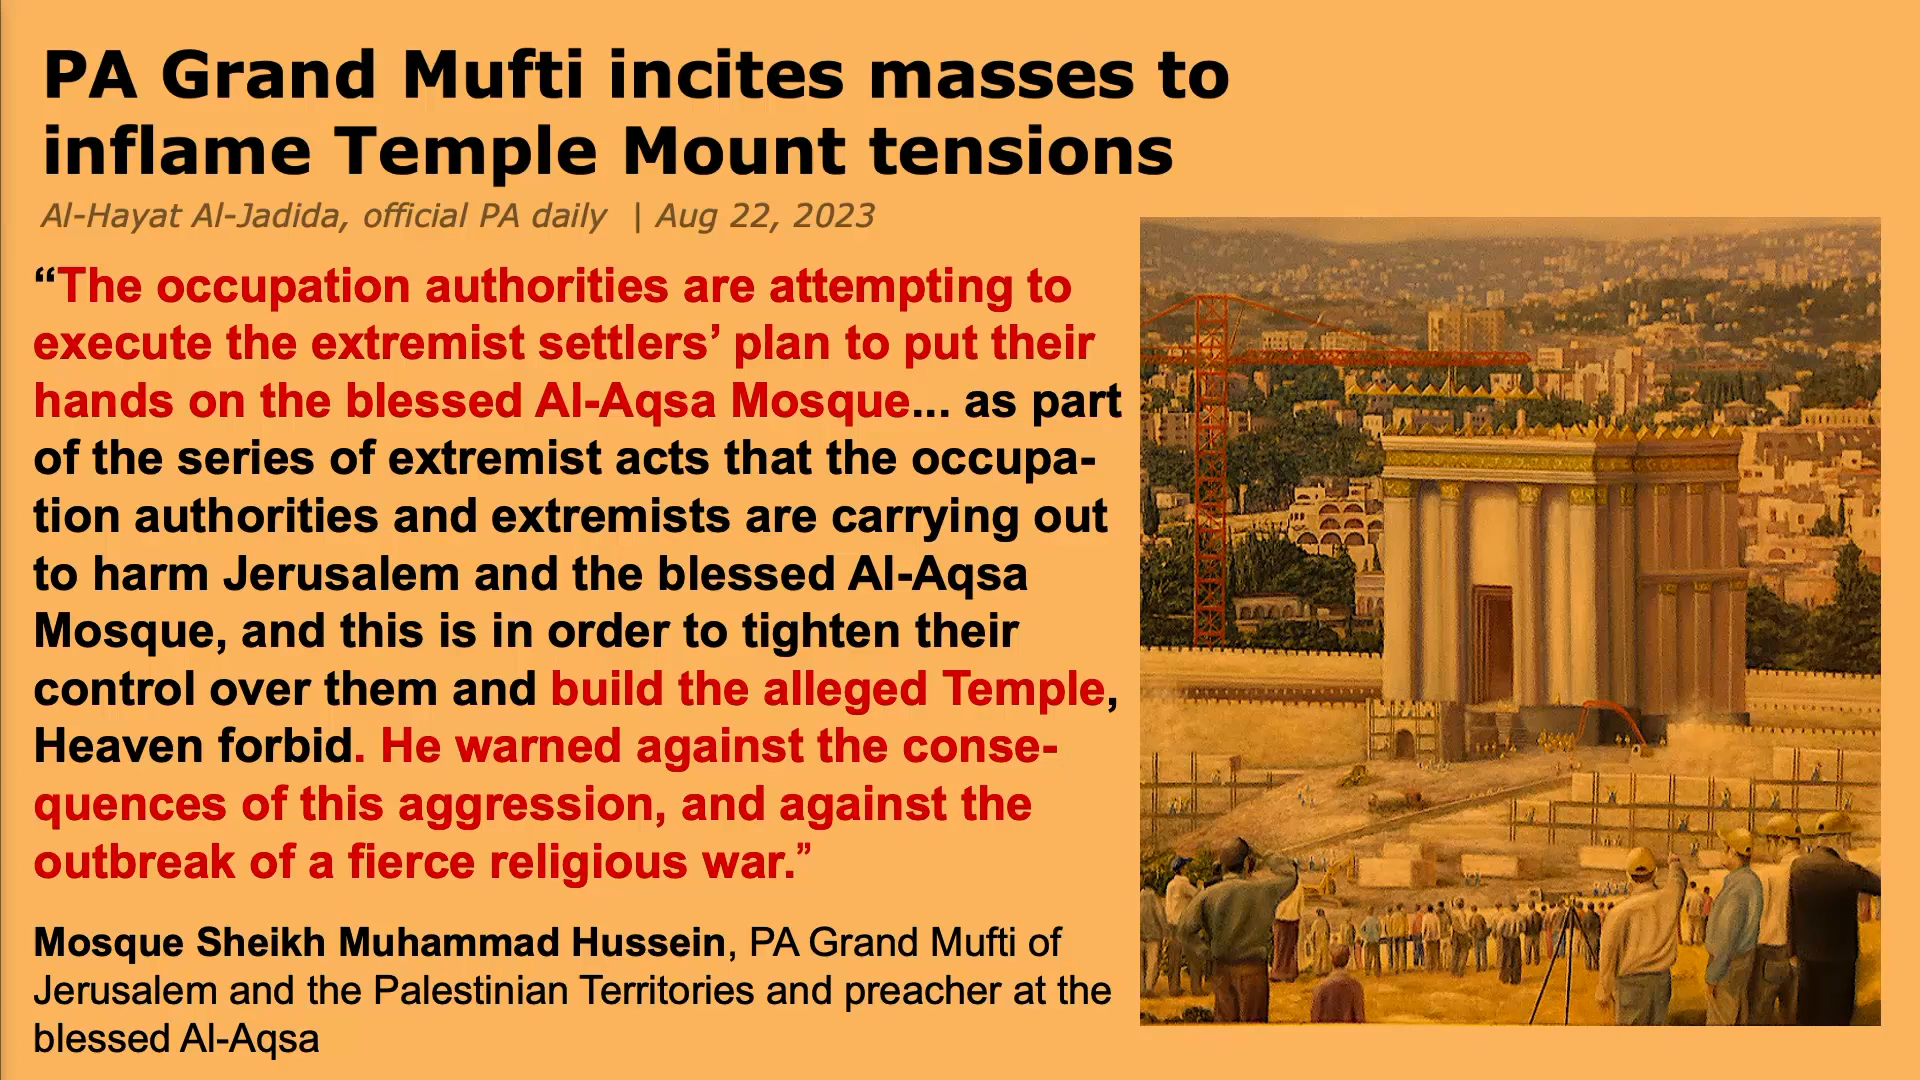 PA Grand Mufti incites masses to
inflame Temple Mount tensions
Al-Hayat Al-Jadida, official PA daily | Aug 22, 2023
“The occupation authorities are attempting to
execute the extremist settlers’ plan to put their
hands on the blessed Al-Aqsa Mosque... as part
of the series of extremist acts that the occupa-
tion authorities and extremists are carrying out
to harm Jerusalem and the blessed Al-Aqsa
Mosque, and this is in order to tighten their
control over them and build the alleged Temple,
Heaven forbid. He warned against the conse-
quences of this aggression, and against the
outbreak of a fierce religious war.”
Mosque Sheikh Muhammad Hussein, PA Grand Mufti of
Jerusalem and the Palestinian Territories and preacher at the
blessed Al-Aqsa